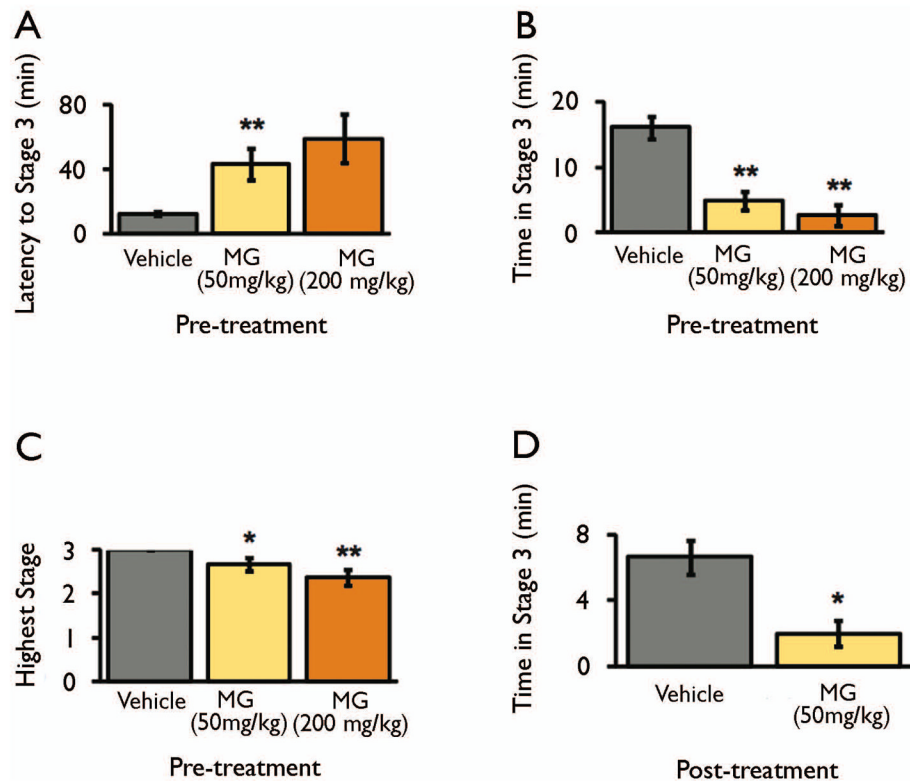 A
Latency to Stage 3 (min)
80
40
0
**
Vehicle
MG
(50mg/kg)
MG
(200 mg/kg)
Pre-treatment
B
Time in Stage 3 (min)
20
10
0
**
**
Vehicle
MG
(50mg/kg)
MG
(200 mg/kg)
Pre-treatment
C
Highest Stage
3
2
1
0
*
**
Vehicle
MG
(50mg/kg)
MG
(200 mg/kg)
Pre-treatment
D
Time in Stage 3 (min)
8
4
0
*
Vehicle
MG
(50mg/kg)
Post-treatment